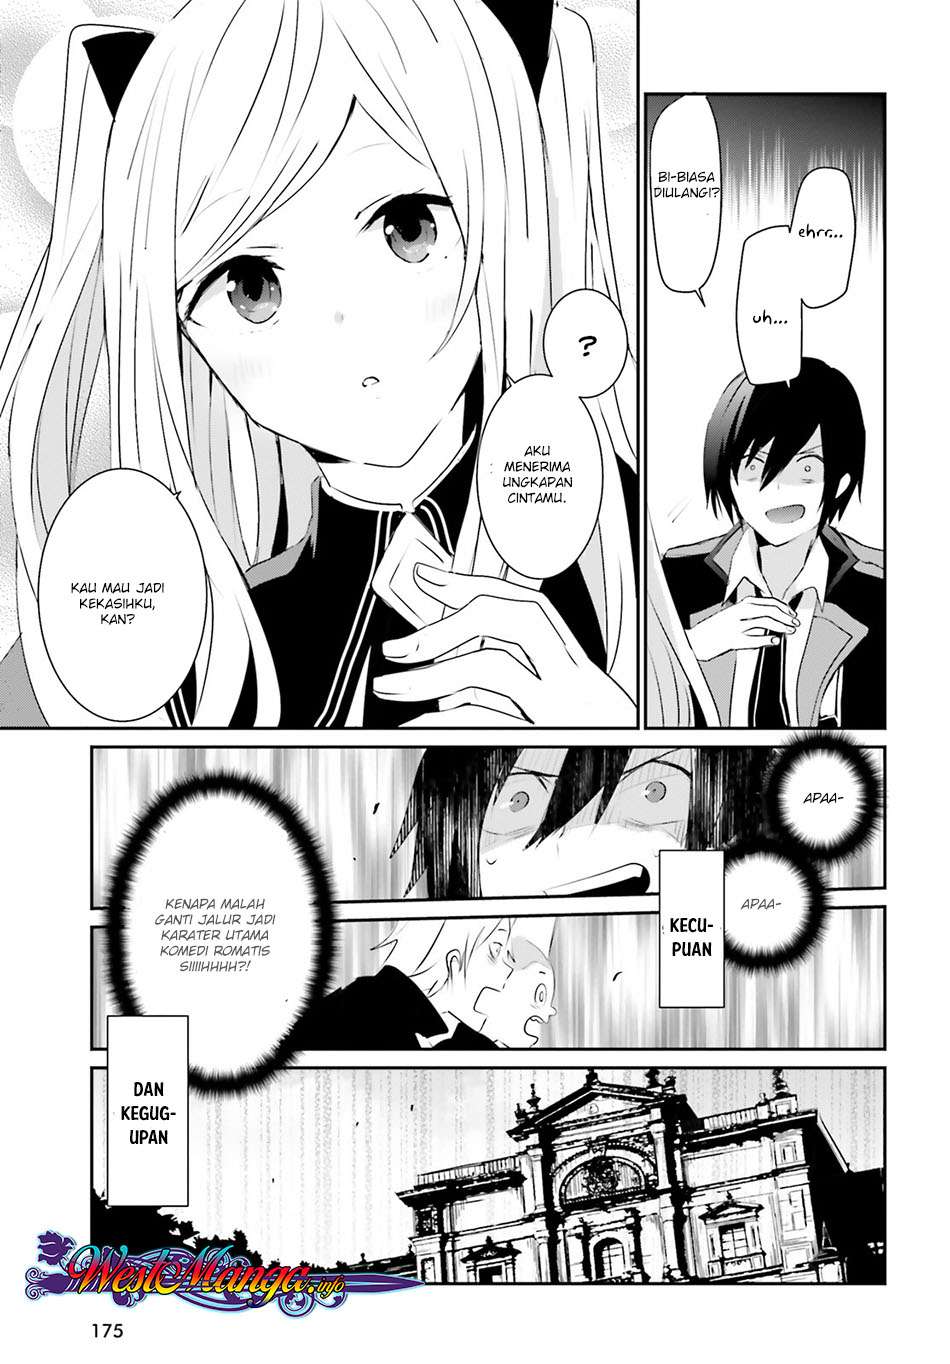 BI-BIASA
DIULANGI?
ehrr...
uh...
?
AKU
MENERIMA
UNGKAPAN
CINTAMU.
KAU MAU JADI
KEKASIHKU,
KAN?
APAA-
APAA-
KECU-
PUAN
KENAPA MALAH
GANTI JALUR JADI
KARATER UTAMA
KOMEDI ROMATIS
SIIIIHHHH?!
DAN
KEGUG-
UPAN
WestManga.info
175